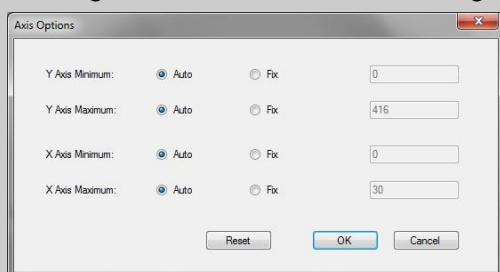 Axis Options
Y Axis Minimum: Auto Fix 0
Y Axis Maximum: Auto Fix 416
X Axis Minimum: Auto Fix 0
X Axis Maximum: Auto Fix 30
Reset OK Cancel